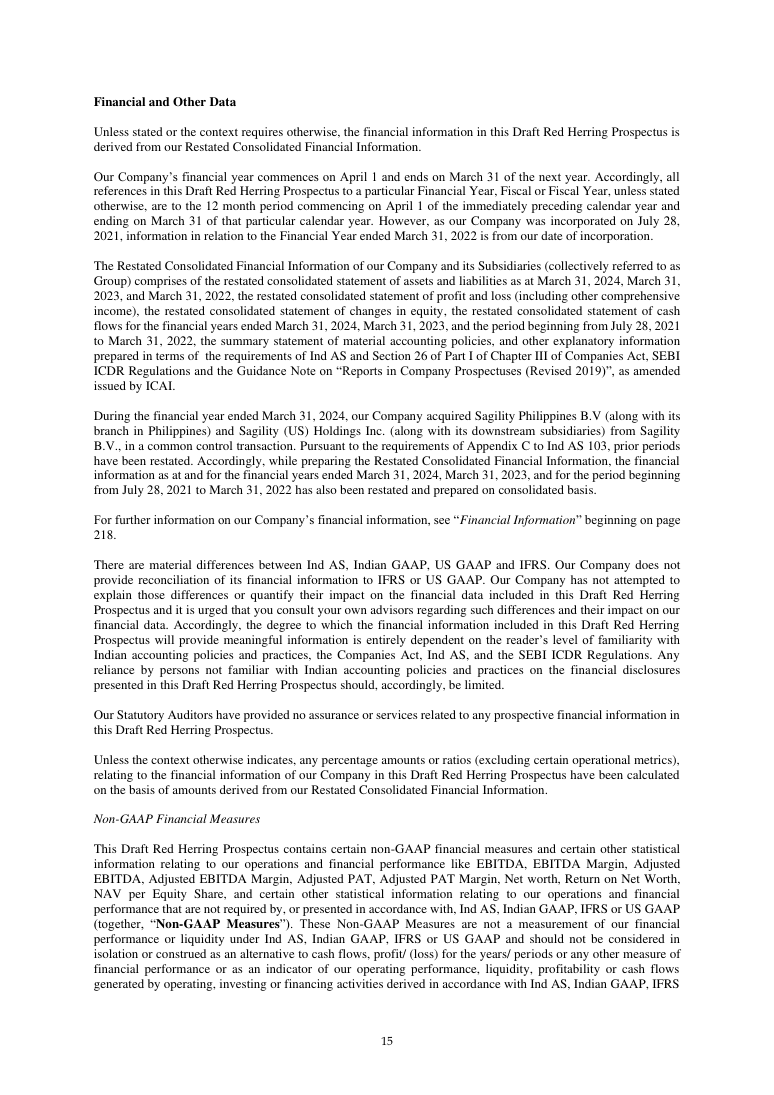 Financial and Other Data
Unless stated or the context requires otherwise, the financial information in this Draft Red Herring Prospectus is
derived from our Restated Consolidated Financial Information.
Our Company’s financial year commences on April 1 and ends on March 31 of the next year. Accordingly, all
references in this Draft Red Herring Prospectus to a particular Financial Year, Fiscal or Fiscal Year, unless stated
otherwise, are to the 12 month period commencing on April 1 of the immediately preceding calendar year and
ending on March 31 of that particular calendar year. However, as our Company was incorporated on July 28,
2021, information in relation to the Financial Year ended March 31, 2022 is from our date of incorporation.
The Restated Consolidated Financial Information of our Company and its Subsidiaries (collectively referred to as
Group) comprises of the restated consolidated statement of assets and liabilities as at March 31, 2024, March 31,
2023, and March 31, 2022, the restated consolidated statement of profit and loss (including other comprehensive
income), the restated consolidated statement of changes in equity, the restated consolidated statement of cash
flows for the financial years ended March 31, 2024, March 31, 2023, and the period beginning from July 28, 2021
to March 31, 2022, the summary statement of material accounting policies, and other explanatory information
prepared in terms of the requirements of Ind AS and Section 26 of Part I of Chapter III of Companies Act, SEBI
ICDR Regulations and the Guidance Note on “Reports in Company Prospectuses (Revised 2019)”, as amended
issued by ICAI.
During the financial year ended March 31, 2024, our Company acquired Sagility Philippines B.V (along with its
branch in Philippines) and Sagility (US) Holdings Inc. (along with its downstream subsidiaries) from Sagility
B.V., in a common control transaction. Pursuant to the requirements of Appendix C to Ind AS 103, prior periods
have been restated. Accordingly, while preparing the Restated Consolidated Financial Information, the financial
information as at and for the financial years ended March 31, 2024, March 31, 2023, and for the period beginning
from July 28, 2021 to March 31, 2022 has also been restated and prepared on consolidated basis.
For further information on our Company’s financial information, see “Financial Information” beginning on page
218.
There are material differences between Ind AS, Indian GAAP, US GAAP and IFRS. Our Company does not
provide reconciliation of its financial information to IFRS or US GAAP. Our Company has not attempted to
explain those differences or quantify their impact on the financial data included in this Draft Red Herring
Prospectus and it is urged that you consult your own advisors regarding such differences and their impact on our
financial data. Accordingly, the degree to which the financial information included in this Draft Red Herring
Prospectus will provide meaningful information is entirely dependent on the reader’s level of familiarity with
Indian accounting policies and practices, the Companies Act, Ind AS, and the SEBI ICDR Regulations. Any
reliance by persons not familiar with Indian accounting policies and practices on the financial disclosures
presented in this Draft Red Herring Prospectus should, accordingly, be limited.
Our Statutory Auditors have provided no assurance or services related to any prospective financial information in
this Draft Red Herring Prospectus.
Unless the context otherwise indicates, any percentage amounts or ratios (excluding certain operational metrics),
relating to the financial information of our Company in this Draft Red Herring Prospectus have been calculated
on the basis of amounts derived from our Restated Consolidated Financial Information.
Non-GAAP Financial Measures
This Draft Red Herring Prospectus contains certain non-GAAP financial measures and certain other statistical
information relating to our operations and financial performance like EBITDA, EBITDA Margin, Adjusted
EBITDA, Adjusted EBITDA Margin, Adjusted PAT, Adjusted PAT Margin, Net worth, Return on Net Worth,
NAV per Equity Share, and certain other statistical information relating to our operations and financial
performance that are not required by, or presented in accordance with, Ind AS, Indian GAAP, IFRS or US GAAP
(together, “Non-GAAP Measures”). These Non-GAAP Measures are not a measurement of our financial
performance or liquidity under Ind AS, Indian GAAP, IFRS or US GAAP and should not be considered in
isolation or construed as an alternative to cash flows, profit/ (loss) for the years/ periods or any other measure of
financial performance or as an indicator of our operating performance, liquidity, profitability or cash flows
generated by operating, investing or financing activities derived in accordance with Ind AS, Indian GAAP, IFRS
15